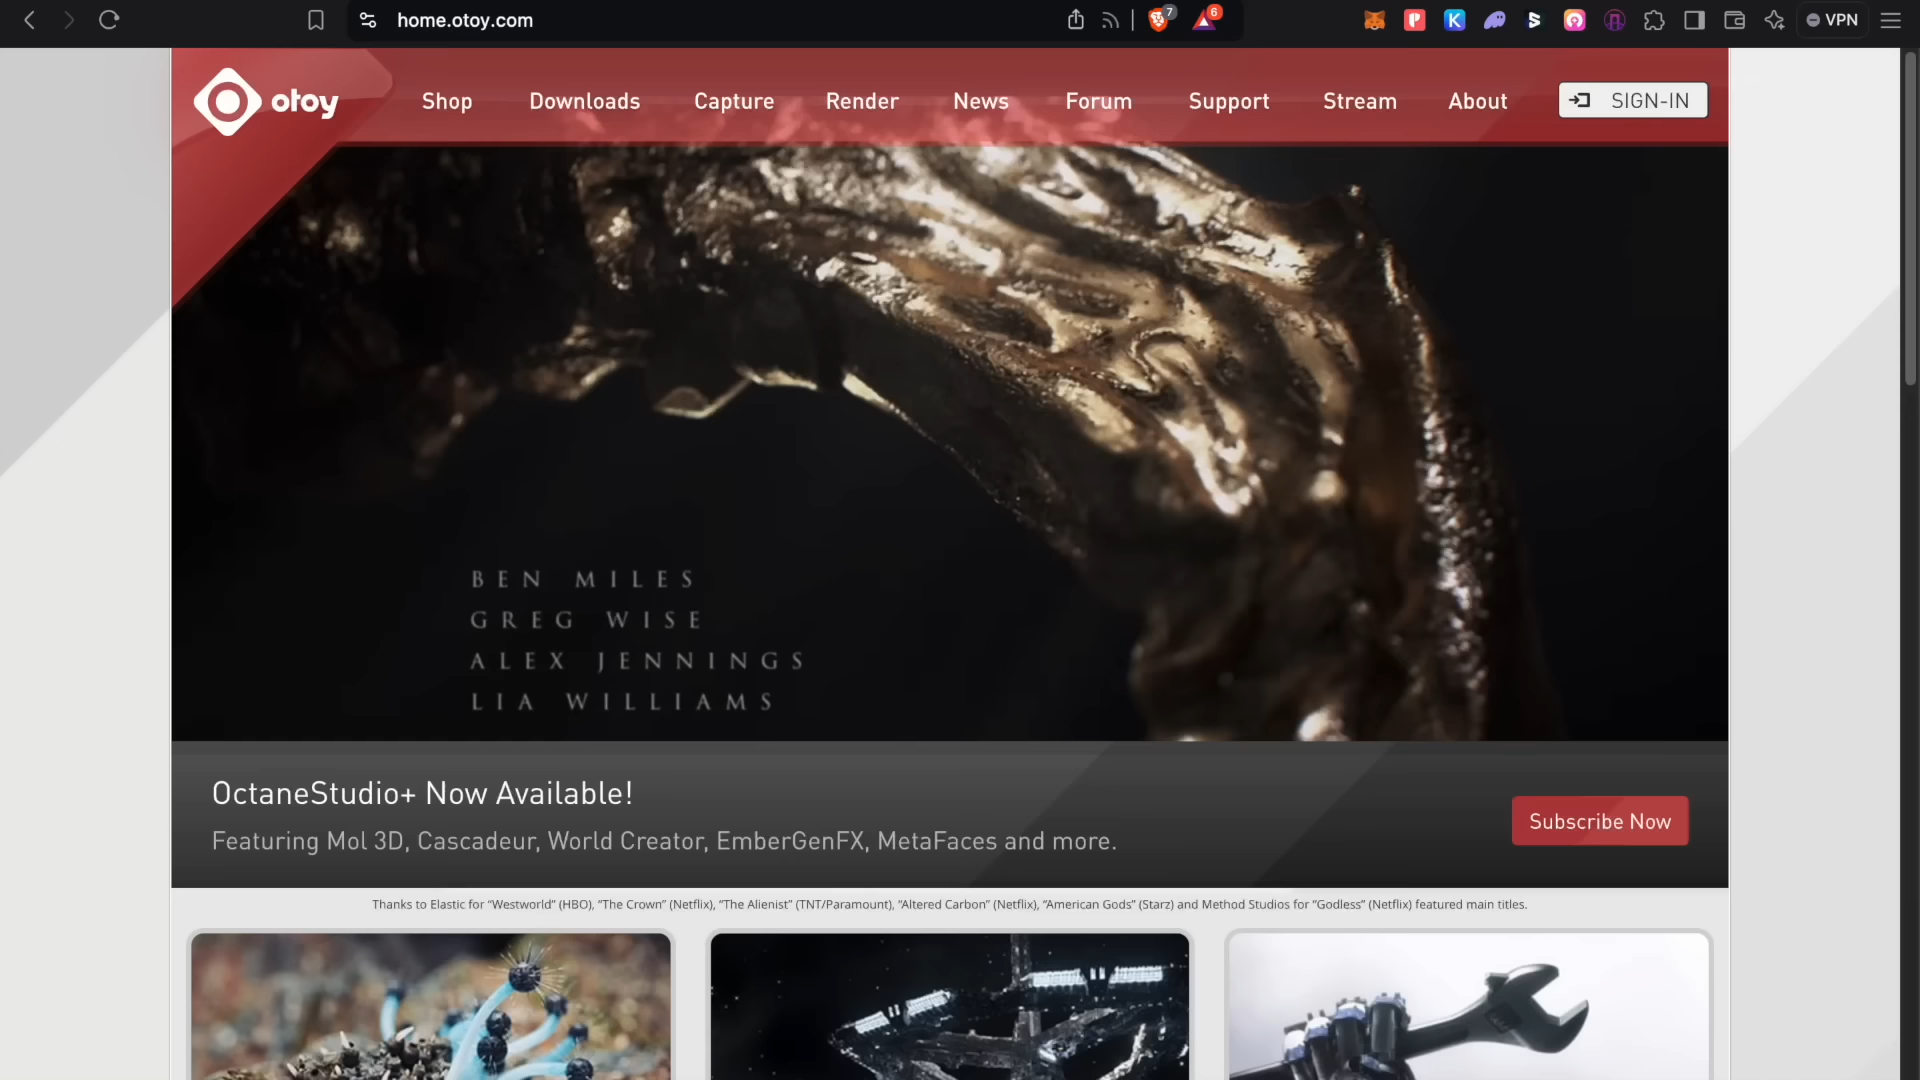 home.otoy.com
7
6
VPN
otoy
Shop
Downloads
Capture
Render
News
Forum
Support
Stream
About
SIGN-IN
BEN MILES
GREG WISE
ALEX JENNINGS
LIA WILLIAMS
OctaneStudio+ Now Available!
Featuring Mol 3D, Cascadeur, World Creator, EmberGenFX, MetaFaces and more.
Subscribe Now
Thanks to Elastic for “Westworld” (HBO), “The Crown” (Netflix), “The Alienist” (TNT/Paramount), “Altered Carbon” (Netflix), “American Gods” (Starz) and Method Studios for “Godless” (Netflix) featured main titles.